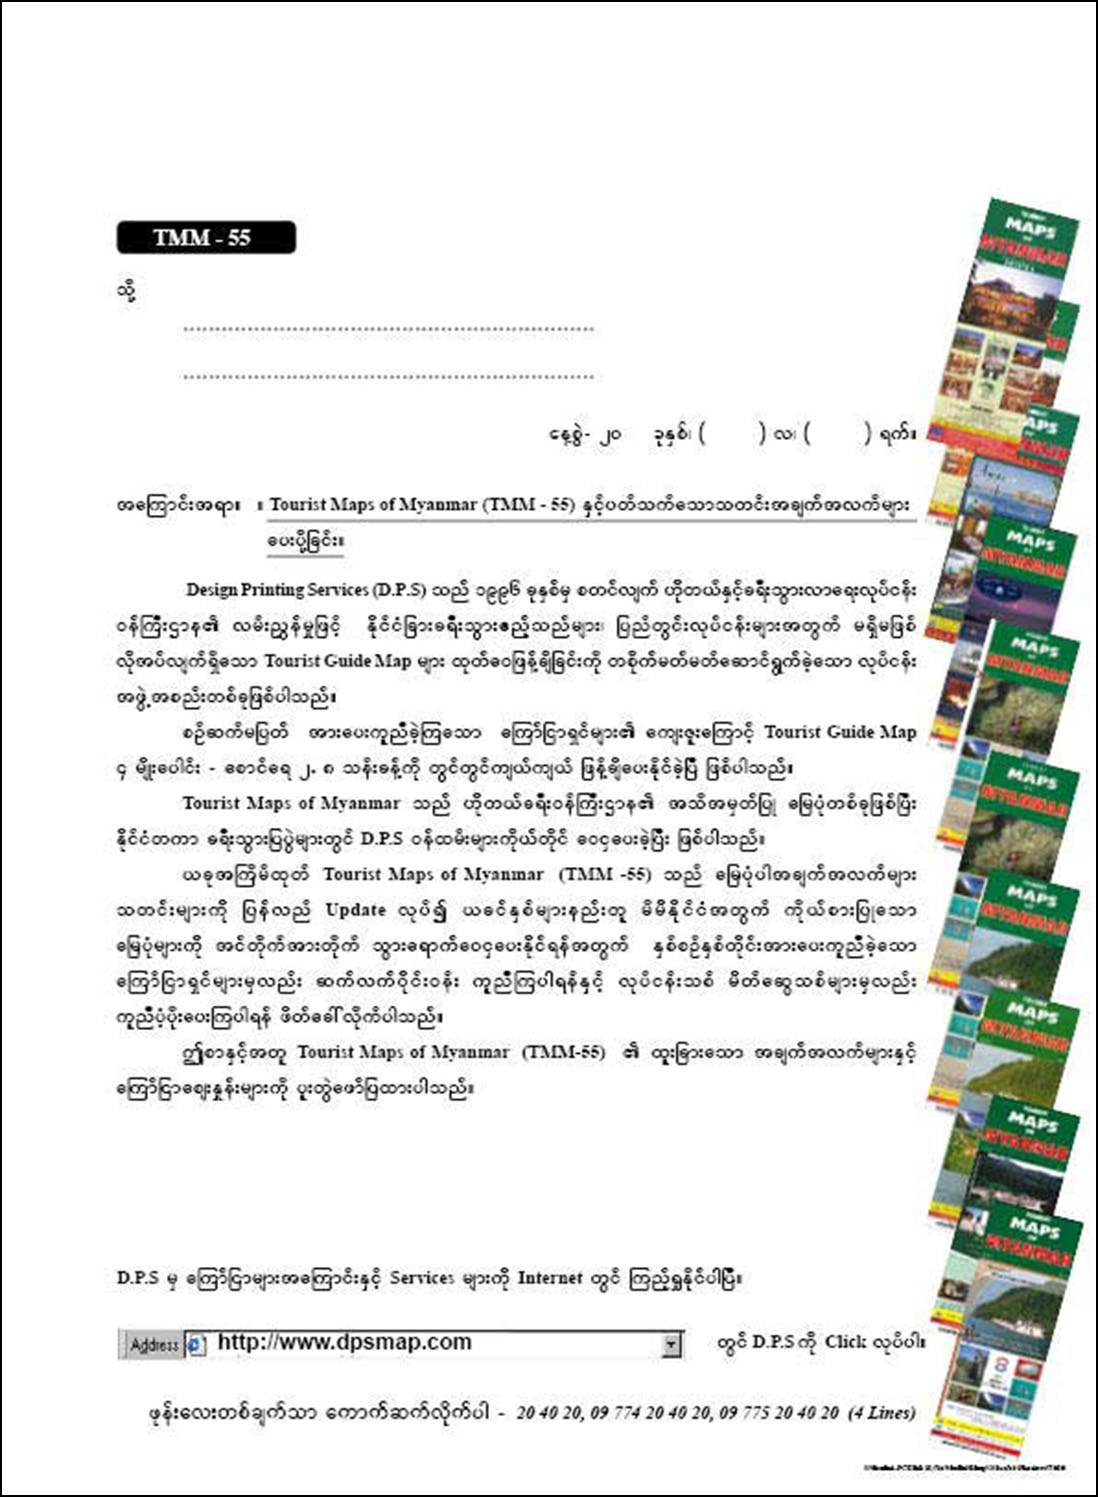 TMM - 55
သို့
နေ့စွဲ- ၂၀ ခုနှစ်၊ ( ) လ၊ ( ) ရက်။
အကြောင်းအရာ။ ။ Tourist Maps of Myanmar (TMM - 55) နှင့်ပတ်သက်သောသတင်းအချက်အလက်များ
ပေးပို့ခြင်း။
Design Printing Services (D.P.S) သည် ၁၉၉၆ ခုနှစ်မှ စတင်လျက် ဟိုတယ်နှင့်ခရီးသွားလာရေးလုပ်ငန်း
ဝန်ကြီးဌာန၏ လမ်းညွှန်မှုဖြင့် နိုင်ငံခြားခရီးသွားဧည့်သည်များ၊ ပြည်တွင်းလုပ်ငန်းများအတွက် မရှိမဖြစ်
လိုအပ်လျက်ရှိသော Tourist Guide Map များ ထုတ်ဝေဖြန့်ချိခြင်းကို တစိုက်မတ်မတ်ဆောင်ရွက်ခဲ့သော လုပ်ငန်း
အဖွဲ့အစည်းတစ်ခုဖြစ်ပါသည်။
စဉ်ဆက်မပြတ် အားပေးကူညီခဲ့ကြသော ကြော်ငြာရှင်များ၏ ကျေးဇူးကြောင့် Tourist Guide Map
၄ မျိုးပေါင်း - စောင်ရေ ၂. ၈ သန်းခန့်ကို တွင်တွင်ကျယ်ကျယ် ဖြန့်ချိပေးနိုင်ခဲ့ပြီ ဖြစ်ပါသည်။
Tourist Maps of Myanmar သည် ဟိုတယ်ခရီးဝန်ကြီးဌာန၏ အသိအမှတ်ပြု မြေပုံတစ်ခုဖြစ်ပြီး
နိုင်ငံတကာ ခရီးသွားပြပွဲများတွင် D.P.S ဝန်ထမ်းများကိုယ်တိုင် ဝေငှပေးခဲ့ပြီး ဖြစ်ပါသည်။
ယခုအကြိမ်ထုတ် Tourist Maps of Myanmar (TMM -55) သည် မြေပုံပါအချက်အလက်များ
သတင်းများကို ပြန်လည် Update လုပ်၍ ယခင်နှစ်များနည်းတူ မိမိနိုင်ငံအတွက် ကိုယ်စားပြုသော
မြေပုံများကို အင်တိုက်အားတိုက် သွားရောက်ဝေငှပေးနိုင်ရန်အတွက် နှစ်စဉ်နှစ်တိုင်းအားပေးကူညီခဲ့သော
ကြော်ငြာရှင်များမှလည်း ဆက်လက်ဝိုင်းဝန်း ကူညီကြပါရန်နှင့် လုပ်ငန်းသစ် မိတ်ဆွေသစ်များမှလည်း
ကူညီပံ့ပိုးပေးကြပါရန် ဖိတ်ခေါ်လိုက်ပါသည်။
ဤစာနှင့်အတူ Tourist Maps of Myanmar (TMM-55) ၏ ထူးခြားသော အချက်အလက်များနှင့်
ကြော်ငြာဈေးနှုန်းများကို ပူးတွဲဖော်ပြထားပါသည်။
D.P.S မှ ကြော်ငြာများအကြောင်းနှင့် Services များကို Internet တွင် ကြည့်ရှုနိုင်ပါပြီ။
Address http://www.dpsmap.com တွင် D.P.S ကို Click လုပ်ပါ။
ဖုန်းလေးတစ်ချက်သာ ကောက်ဆက်လိုက်ပါ - 20 40 20, 09 774 20 40 20, 09 775 20 40 20 (4 Lines)
TOURIST
MAPS
OF
MYANMAR
MAPS
MYANMAR
MAPS
MYANMAR
MAPS
MYANMAR
MAPS
MYANMAR
MAPS
MYANMAR
MAPS
MYANMAR
MAPS
MYANMAR